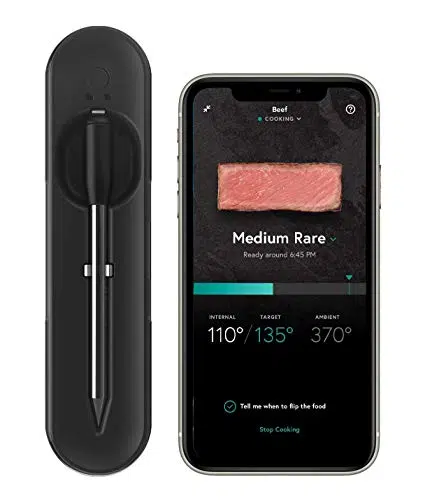 Beef
COOKING
?
Medium Rare
Ready around 6:45 PM
INTERNAL TARGET AMBIENT
110°/135° 370°
Tell me when to flip the food
Stop Cooking